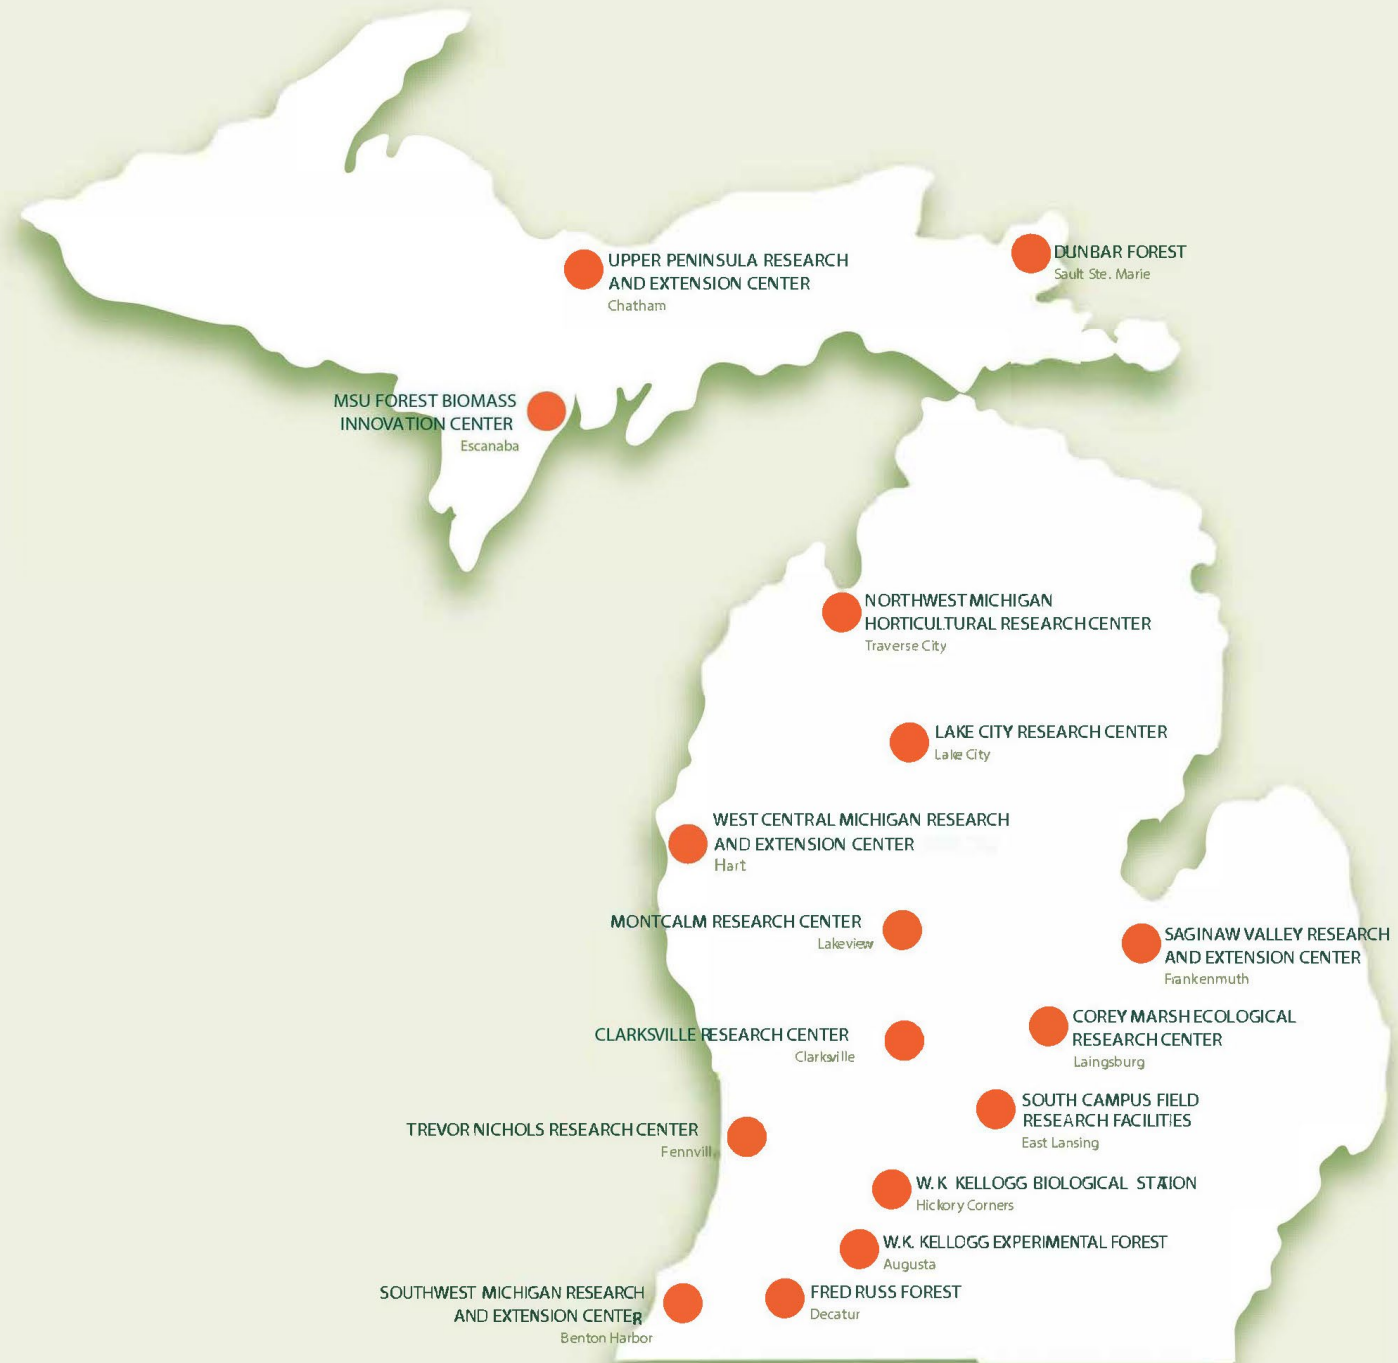 DUNBAR FOREST
Sault Ste. Marie
UPPER PENINSULA RESEARCH
AND EXTENSION CENTER
Chatham
MSU FOREST BIOMASS
INNOVATION CENTER
Escanaba
NORTHWEST MICHIGAN
HORTICULTURAL RESEARCH CENTER
Traverse City
LAKE CITY RESEARCH CENTER
Lake City
WEST CENTRAL MICHIGAN RESEARCH
AND EXTENSION CENTER
Hart
MONTCALM RESEARCH CENTER
Lakeview
SAGINAW VALLEY RESEARCH
AND EXTENSION CENTER
Frankenmuth
COREY MARSH ECOLOGICAL
RESEARCH CENTER
Laingsburg
CLARKSVILLE RESEARCH CENTER
Clarksville
SOUTH CAMPUS FIELD
RESEARCH FACILITIES
East Lansing
TREVOR NICHOLS RESEARCH CENTER
Fennvill
W.K KELLOGG BIOLOGICAL STAION
Hickory Corners
W.K. KELLOGG EXPERIMENTAL FOREST
Augusta
FRED RUSS FOREST
Decatur
SOUTHWEST MICHIGAN RESEARCH
AND EXTENSION CENTER
Benton Harbor